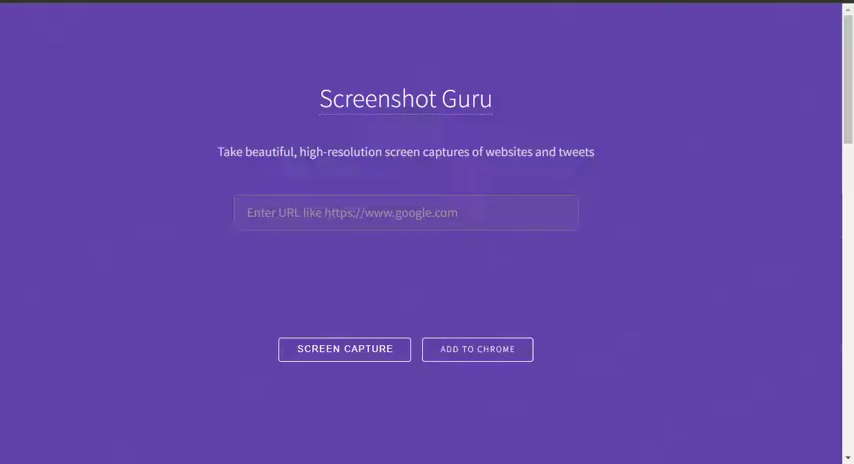 Screenshot Guru
Take beautiful, high-resolution screen captures of websites and tweets
Enter URL like https://www.google.com
SCREEN CAPTURE
ADD TO CHROME